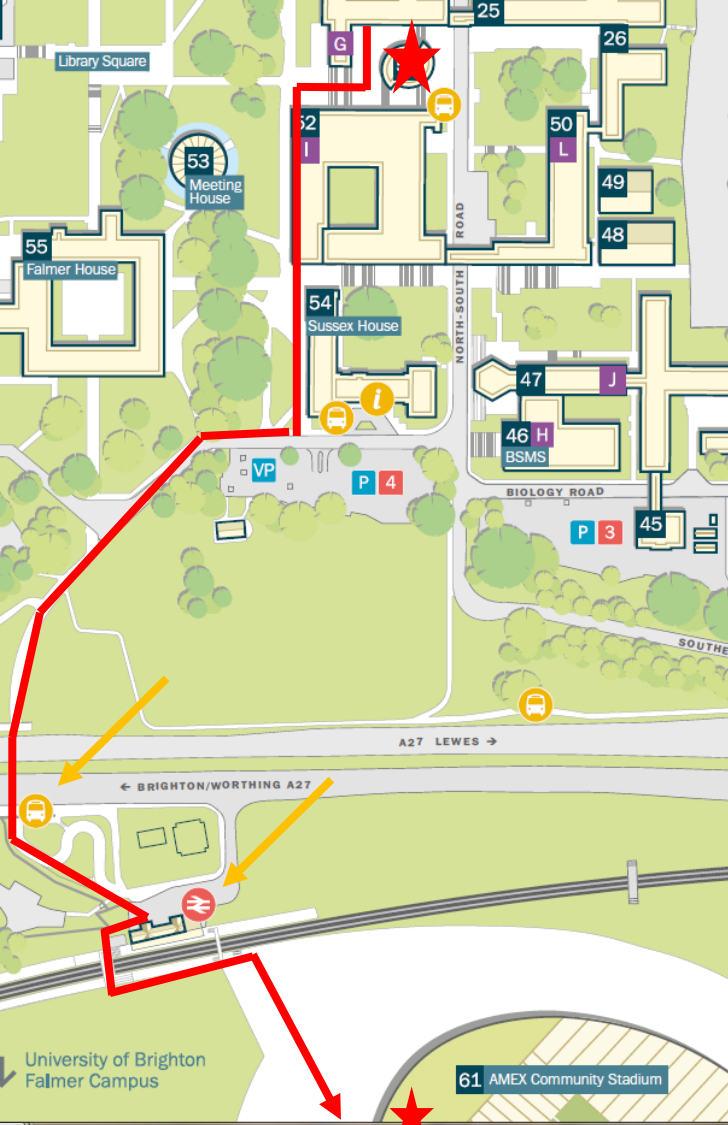 25
G
26
Library Square
52
I
50
L
53
Meeting
House
49
48
55
Falmer House
NORTH-SOUTH ROAD
54
Sussex House
i
47
J
46 H
BSMS
VP
P 4
BIOLOGY ROAD
P 3
45
SOUTHE
A27 LEWES →
← BRIGHTON/WORTHING A27
University of Brighton
Falmer Campus
61 AMEX Community Stadium